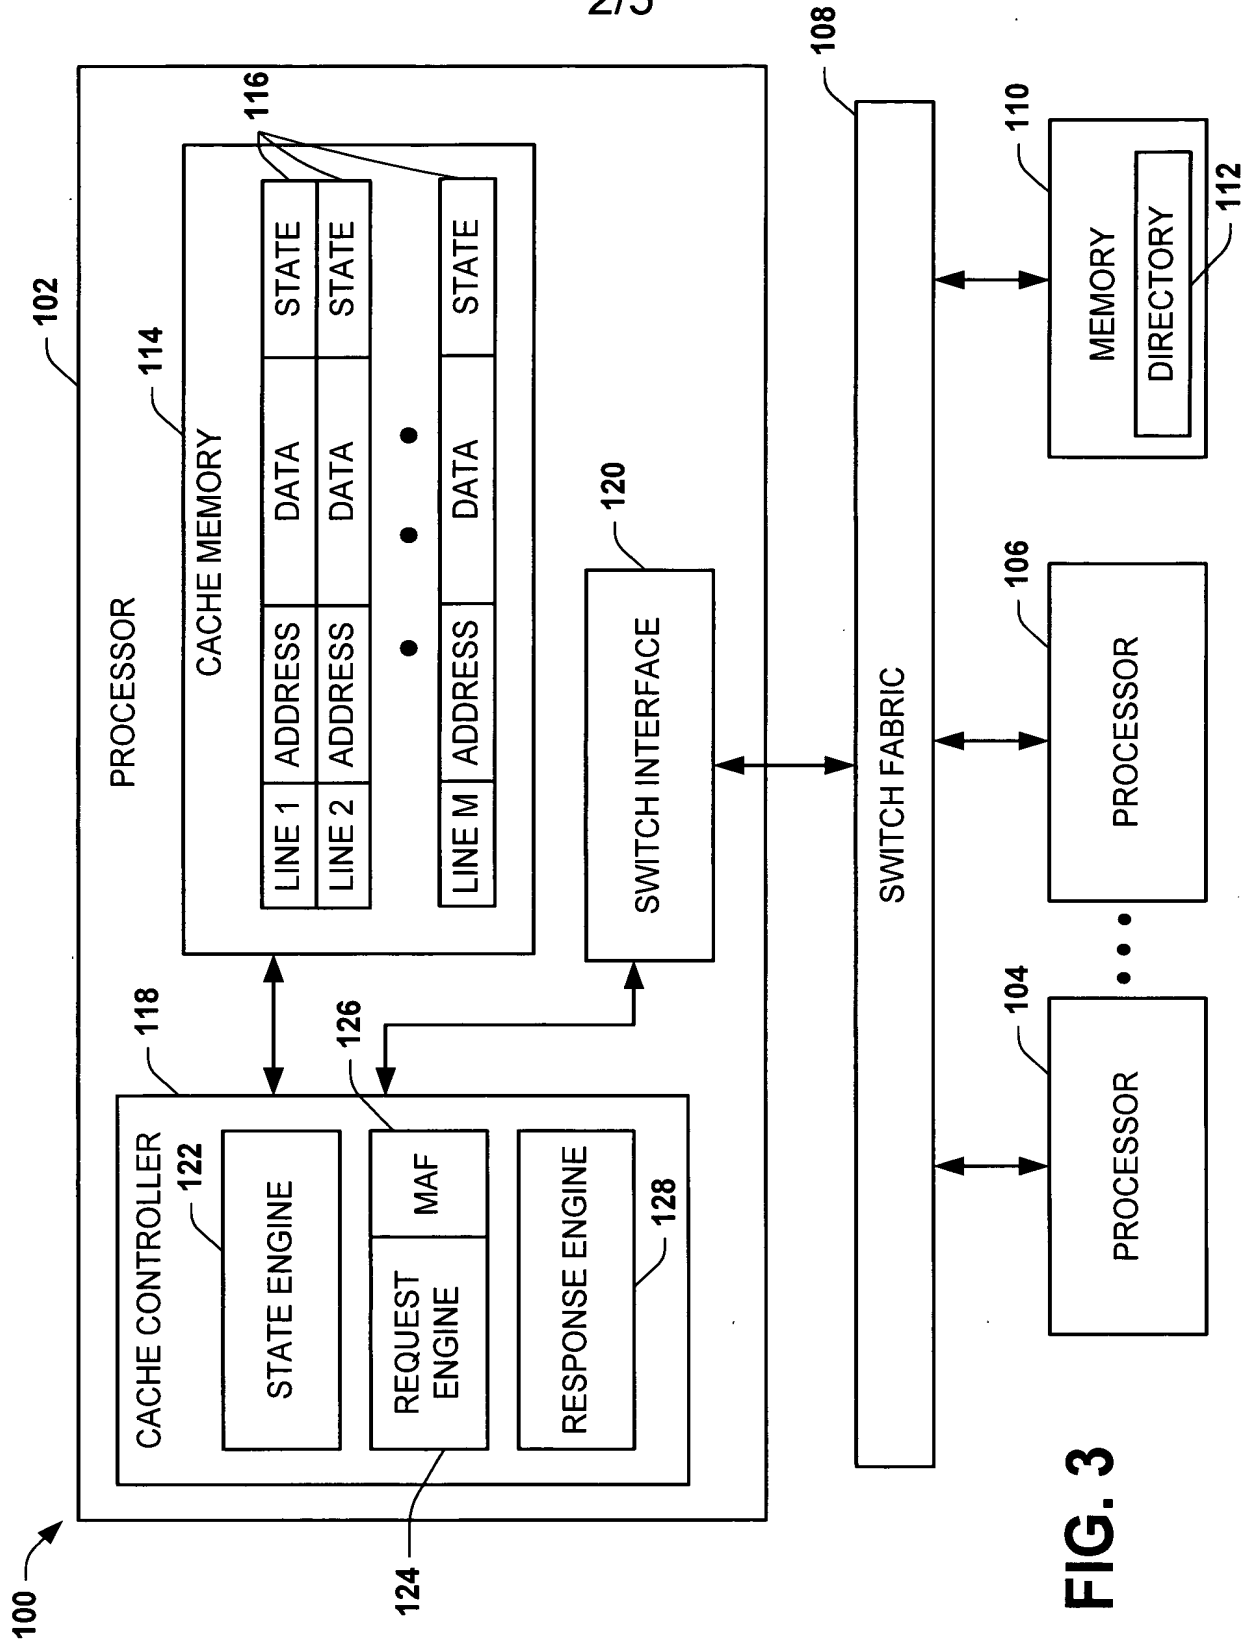 2/5
100
102
PROCESSOR
118
CACHE CONTROLLER
122
STATE ENGINE
REQUEST
ENGINE
MAF
126
124
RESPONSE ENGINE
128
114
CACHE MEMORY
116
LINE 1 ADDRESS DATA STATE
LINE 2 ADDRESS DATA STATE
LINE M ADDRESS DATA STATE
120
SWITCH INTERFACE
108
SWITCH FABRIC
104
PROCESSOR
106
PROCESSOR
110
MEMORY
DIRECTORY
112
FIG. 3